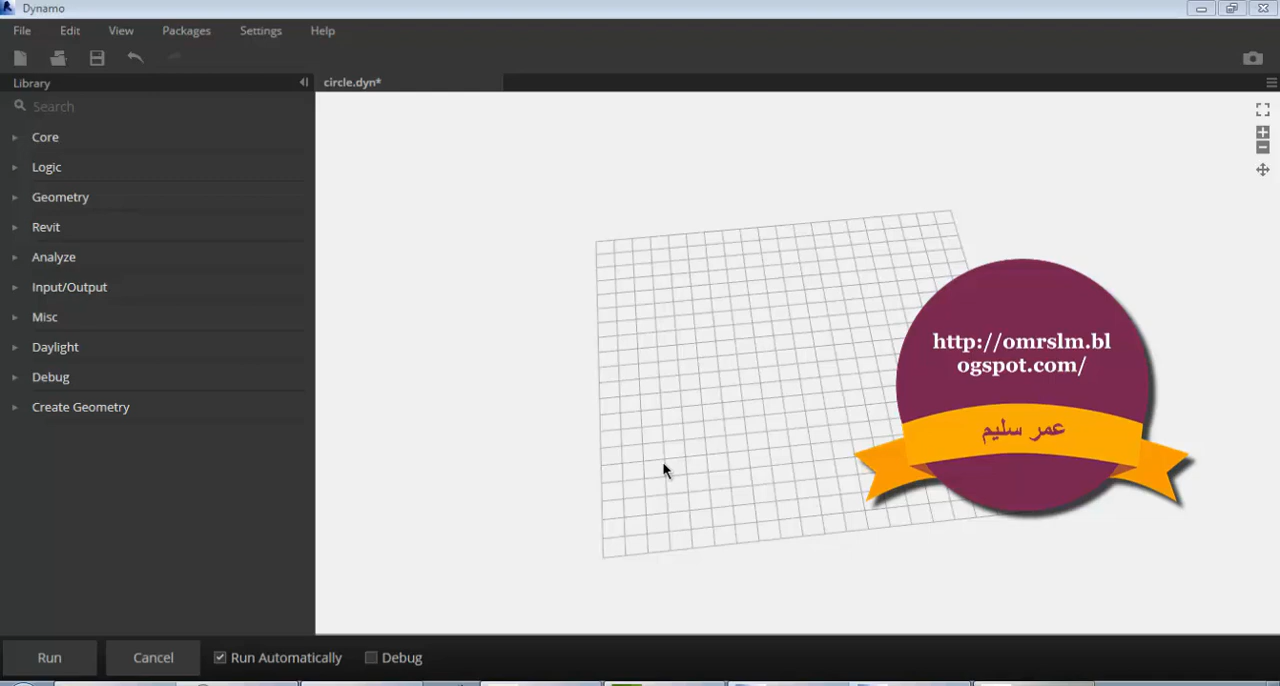 Dynamo
File Edit View Packages Settings Help
Library
circle.dyn*
Search
Core
Logic
Geometry
Revit
Analyze
Input/Output
Misc
Daylight
Debug
Create Geometry
http://omrslm.bl
ogspot.com/
عمر سليم
Run Cancel Run Automatically Debug